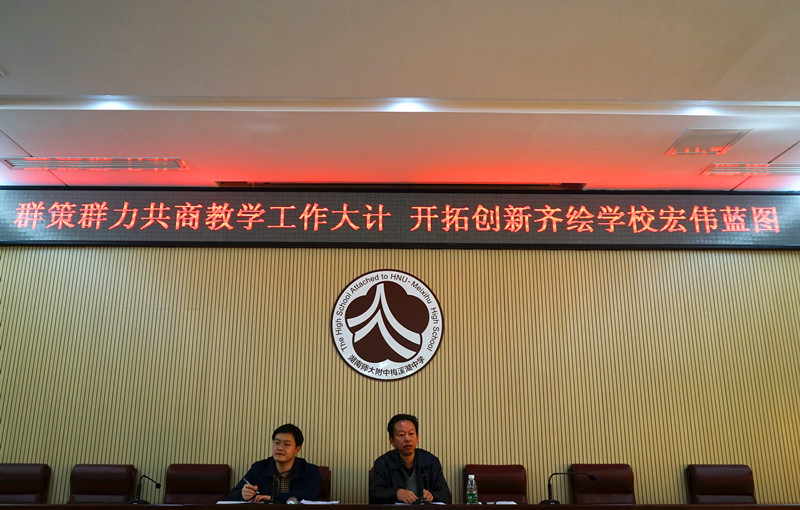 群策群力共商教学工作大计 开拓创新齐绘学校宏伟蓝图
The High School Attached to HNU-Meixihu High School
湖南师大附中梅溪湖中学